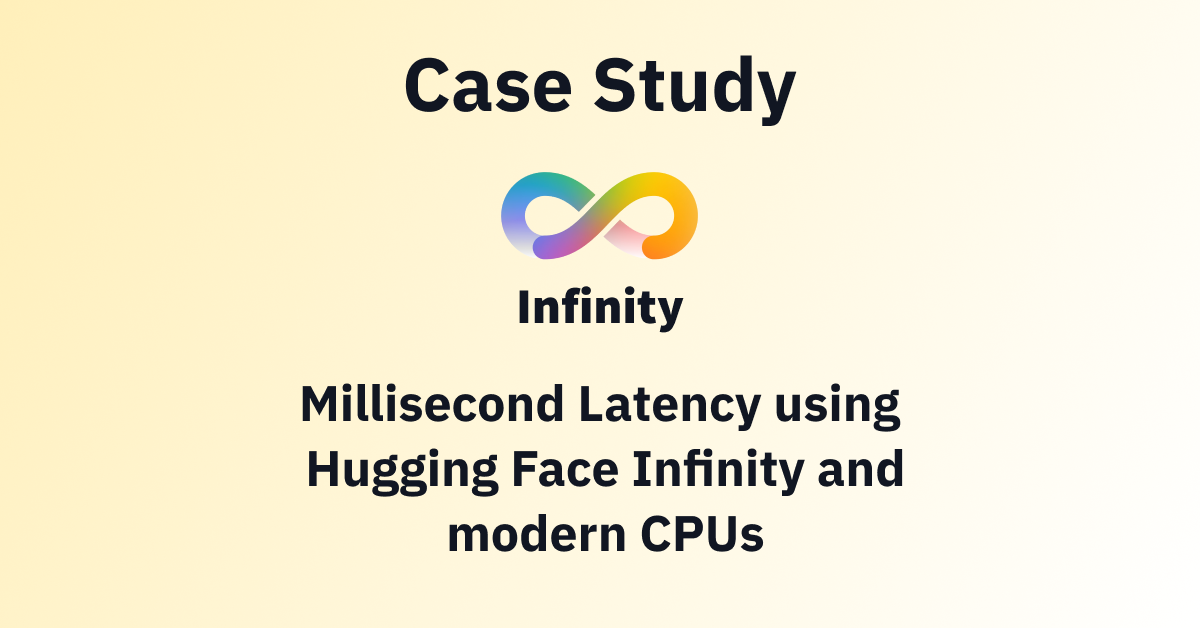 Case Study
Infinity
Millisecond Latency using
Hugging Face Infinity and
modern CPUs